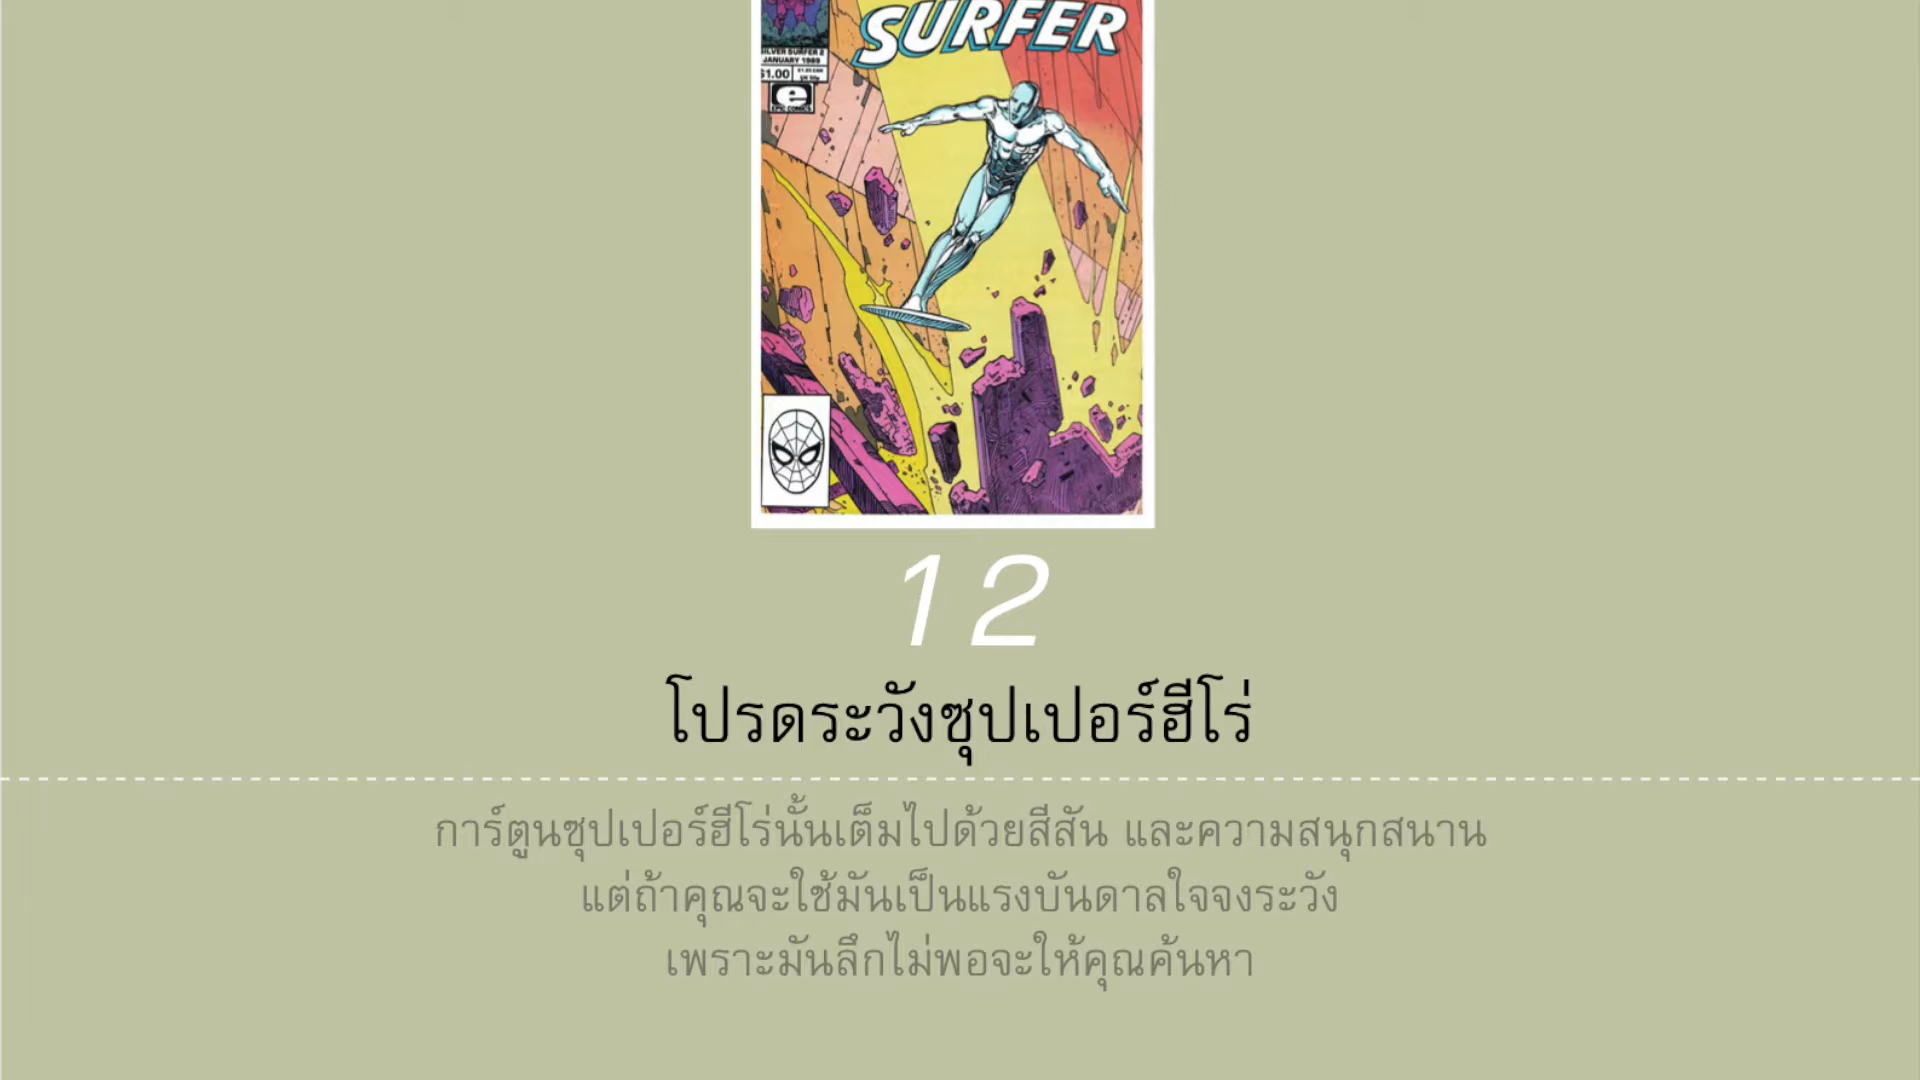 SURFER
SILVER SURFER 2
JANUARY 1989
$1.00
e
EPIC COMICS
12
โปรดระวังซุปเปอร์ฮีโร่
การ์ตูนซุปเปอร์ฮีโร่นั้นเต็มไปด้วยสีสัน และความสนุกสนาน
แต่ถ้าคุณจะใช้มันเป็นแรงบันดาลใจจงระวัง
เพราะมันลึกไม่พอจะให้คุณค้นหา